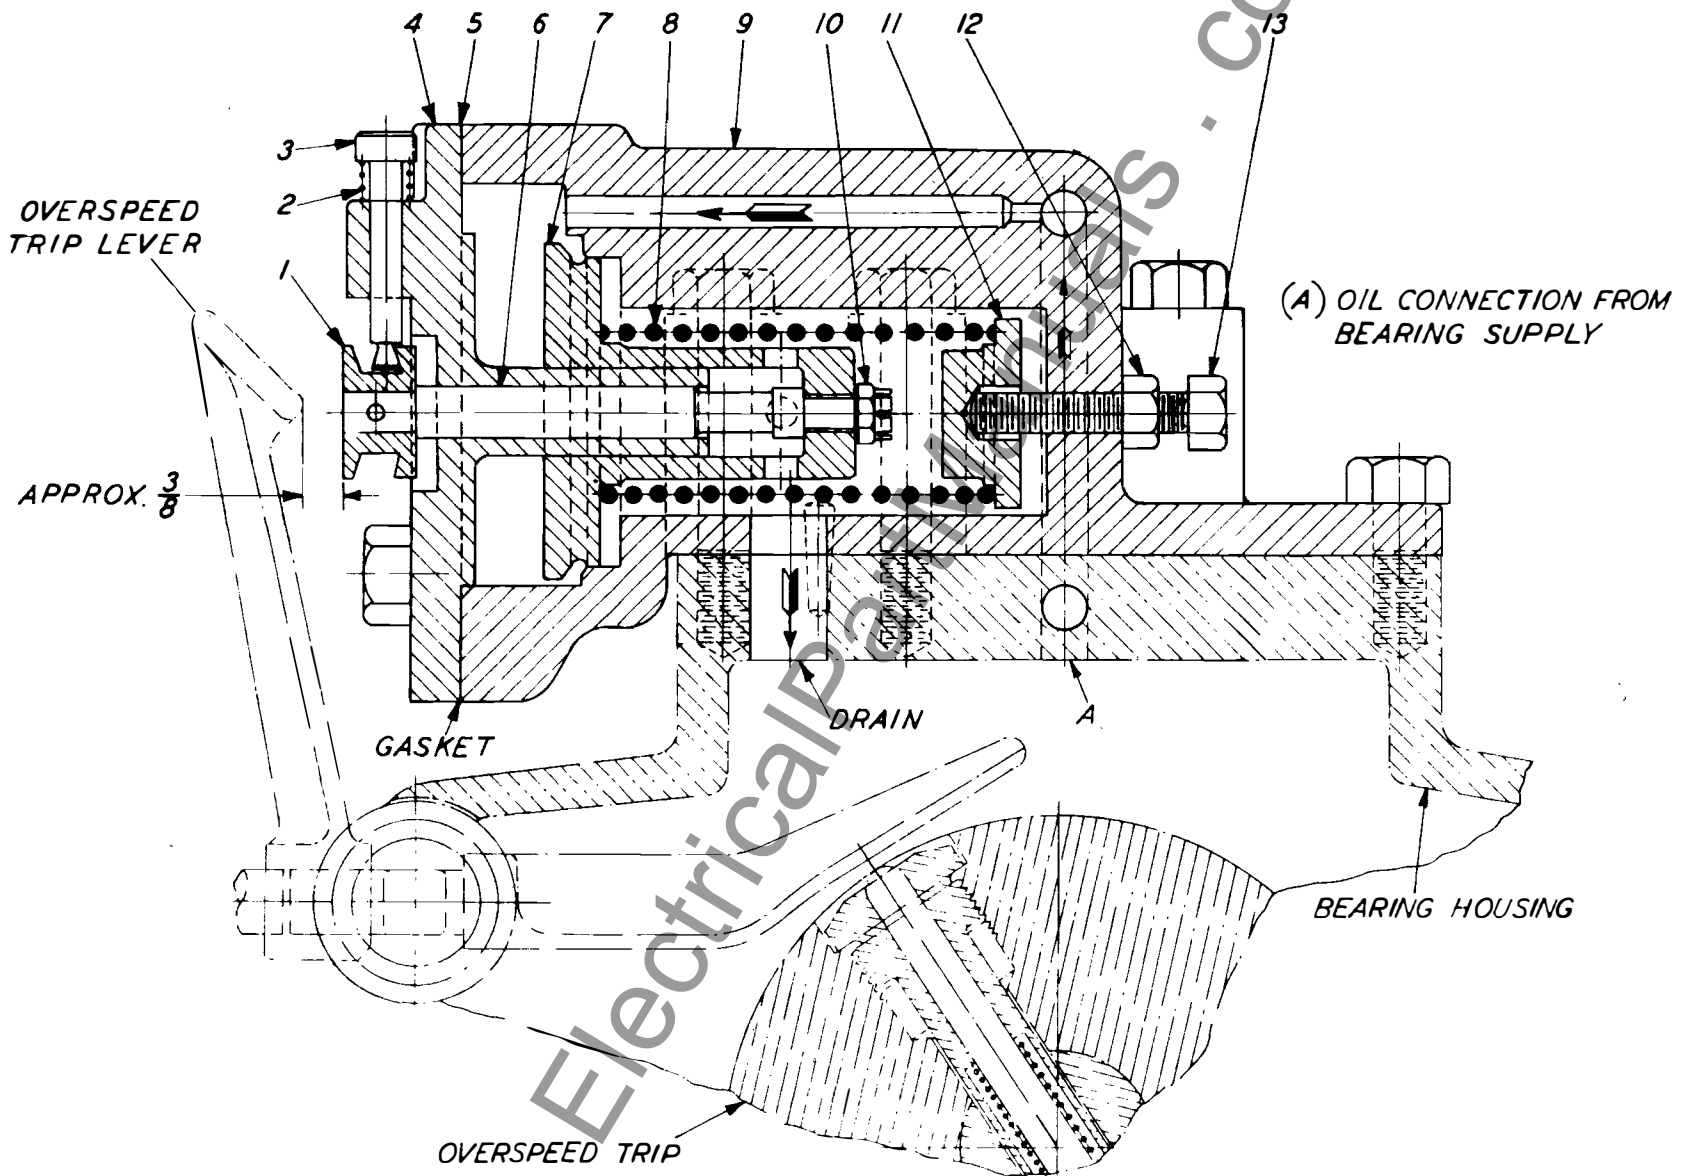 4 5 6 7 8 9 10 11 12 13
3
2
OVERSPEED
TRIP LEVER
1
(A) OIL CONNECTION FROM
BEARING SUPPLY
APPROX. 3/8
DRAIN
A
GASKET
BEARING HOUSING
OVERSPEED TRIP
ElectricalPartManuals . co